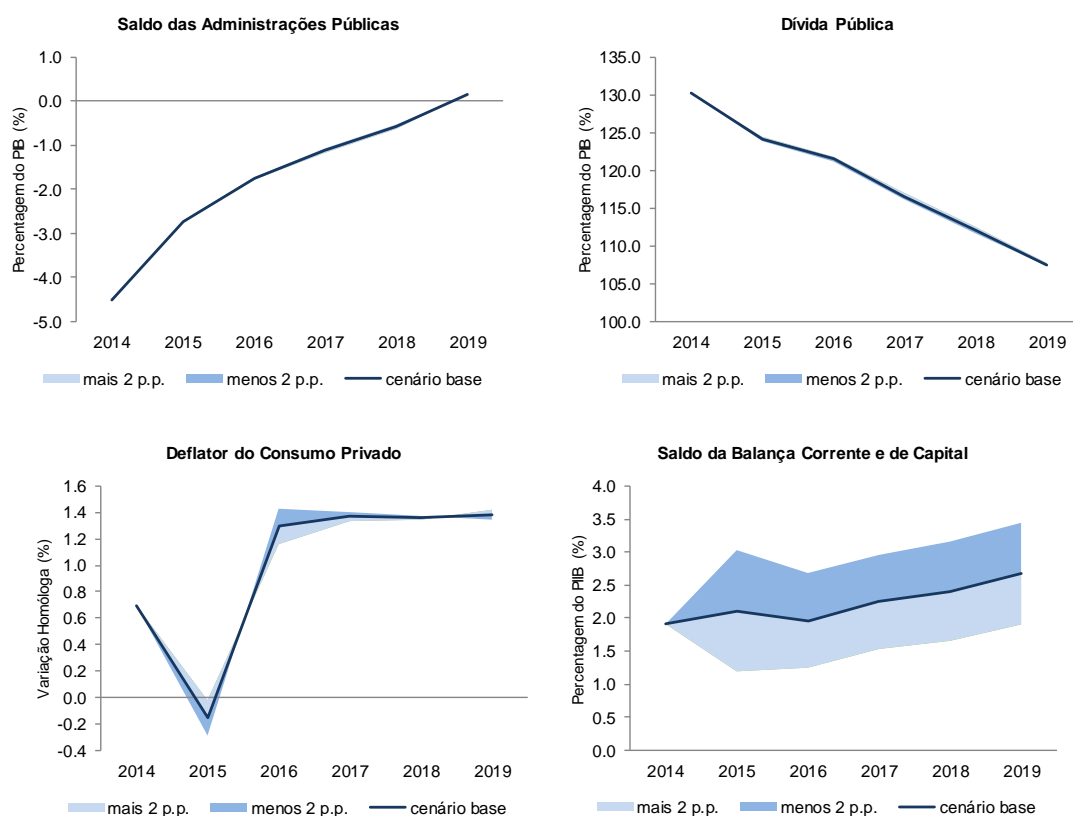 Saldo das Administrações Públicas
Percentagem do PIB (%)
1.0
0.0
-1.0
-2.0
-3.0
-4.0
-5.0
2014 2015 2016 2017 2018 2019
mais 2 p.p. menos 2 p.p. cenário base
Dívida Pública
Percentagem do PIB (%)
135.0
130.0
125.0
120.0
115.0
110.0
105.0
100.0
2014 2015 2016 2017 2018 2019
mais 2 p.p. menos 2 p.p. cenário base
Deflator do Consumo Privado
Variação Homóloga (%)
1.6
1.4
1.2
1.0
0.8
0.6
0.4
0.2
0.0
-0.2
-0.4
2014 2015 2016 2017 2018 2019
mais 2 p.p. menos 2 p.p. cenário base
Saldo da Balança Corrente e de Capital
Percentagem do PIIB (%)
4.0
3.5
3.0
2.5
2.0
1.5
1.0
0.5
0.0
2014 2015 2016 2017 2018 2019
mais 2 p.p. menos 2 p.p. cenário base